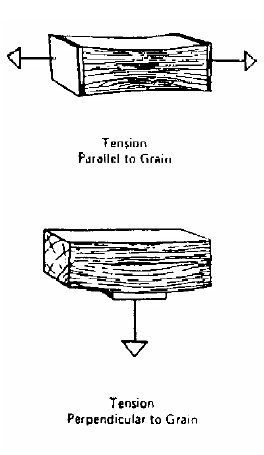 Tension
Parallel to Grain
Tension
Perpendicular to Grain